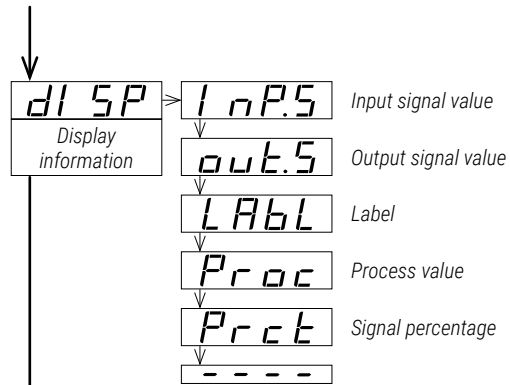 dI SP
Display
information
I nP.S
Input signal value
out.S
Output signal value
LAbL
Label
Proc
Process value
Prct
Signal percentage
- - - -